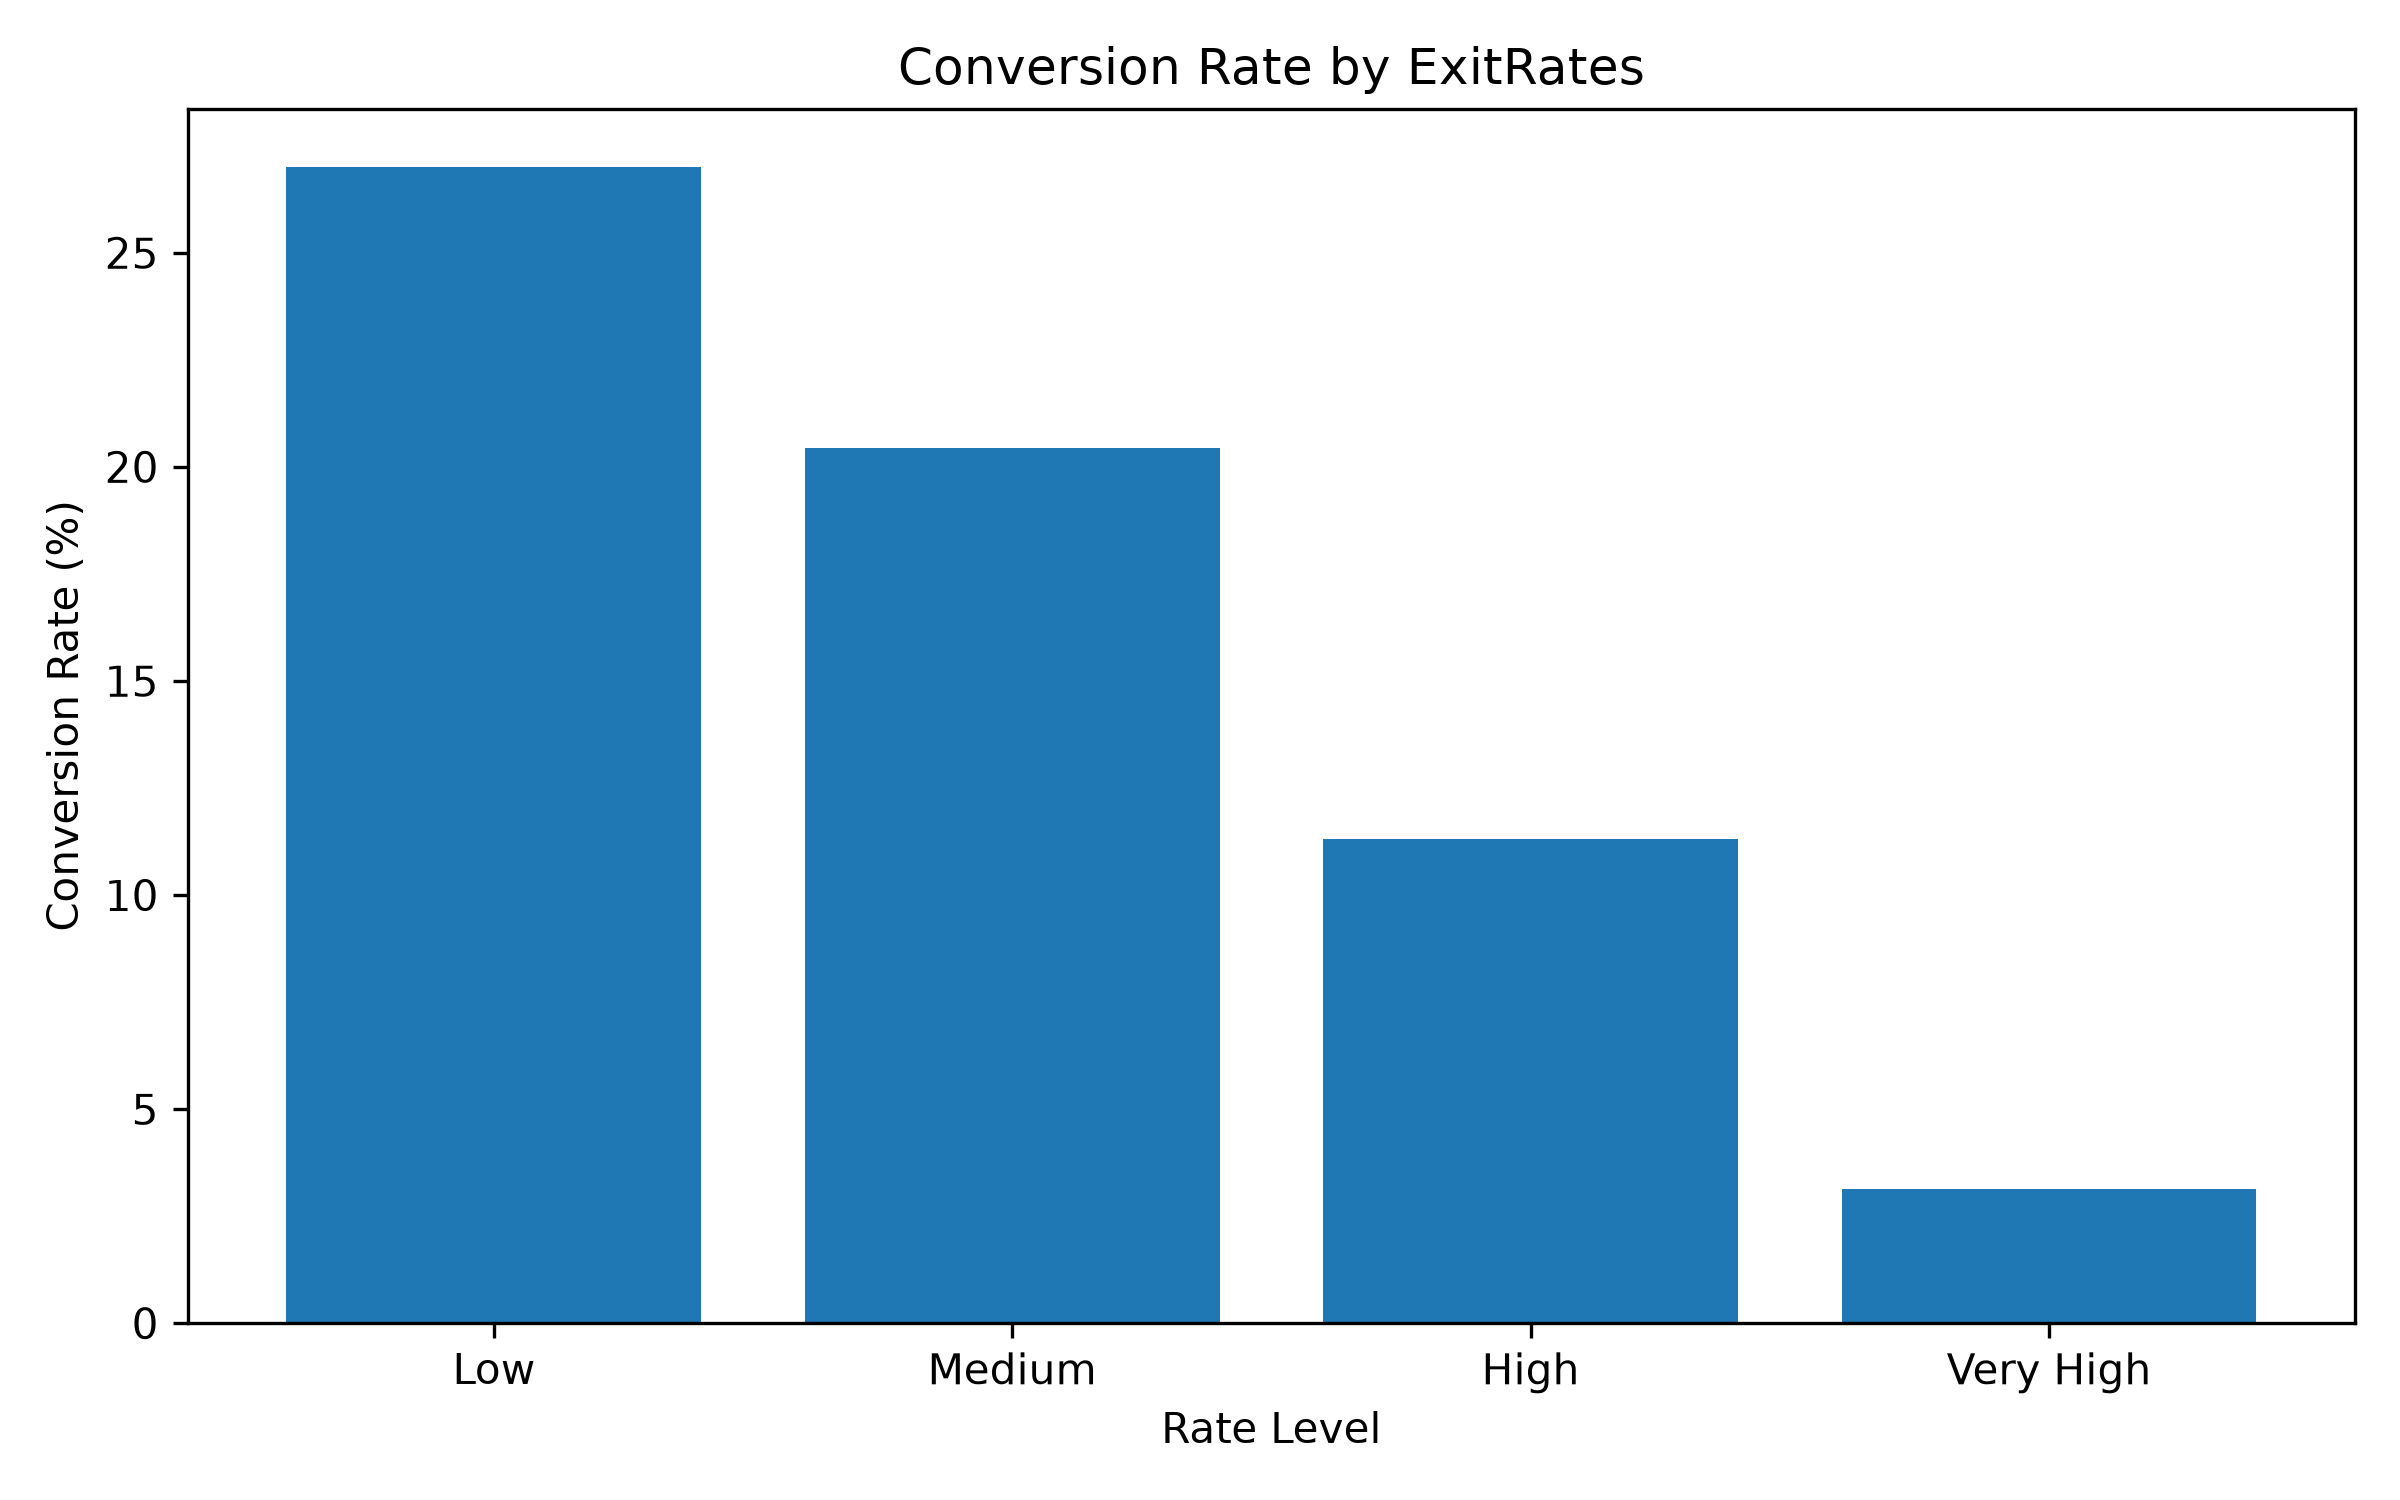 Conversion Rate by ExitRates
Conversion Rate (%)
25
20
15
10
5
0
Low
Medium
High
Very High
Rate Level